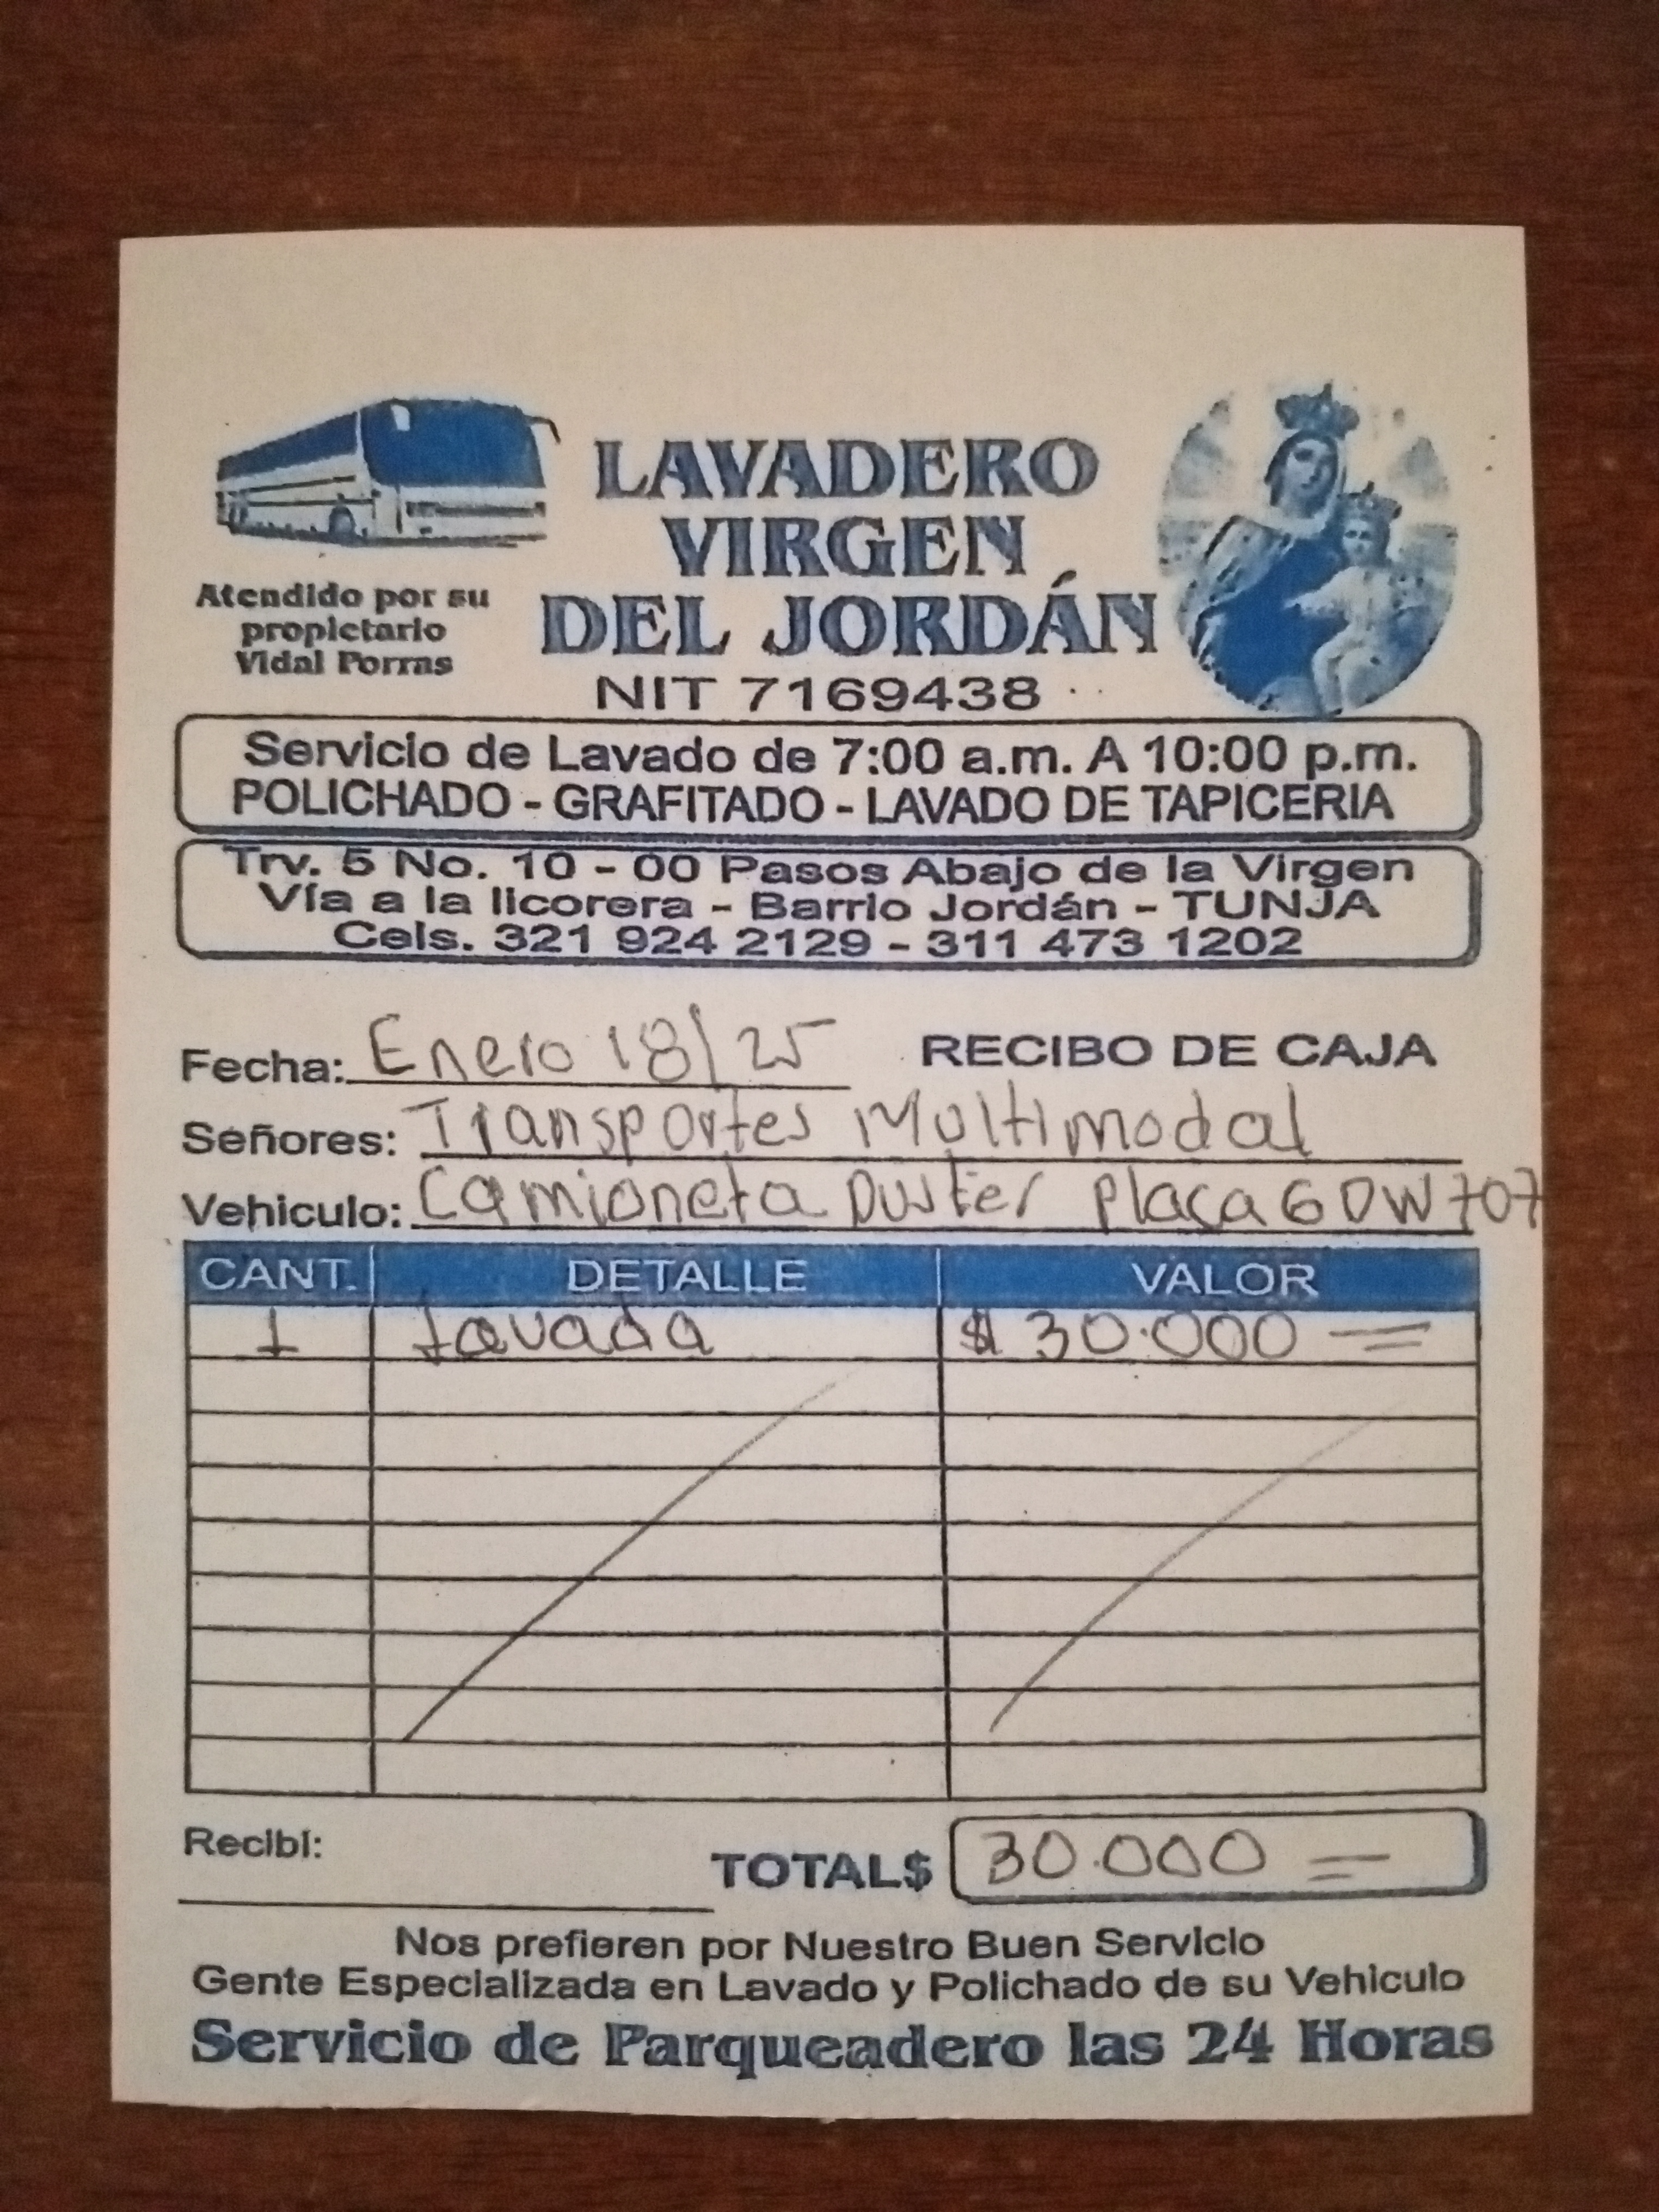 LAVADERO
VIRGEN
DEL JORDÁN
Atendido por su
propietario
Vidal Porras
NIT 7169438
Servicio de Lavado de 7:00 a.m. A 10:00 p.m.
POLICHADO - GRAFITADO - LAVADO DE TAPICERIA
Trv. 5 No. 10 - 00 Pasos Abajo de la Virgen
Vía a la licorera - Barrio Jordán - TUNJA
Cels. 321 924 2129 - 311 473 1202
Fecha: Enero 18/25 RECIBO DE CAJA
Señores: Transportes Multimodal
Vehiculo: Camioneta Duster placa GDW707
CANT. DETALLE VALOR
1 Lavada $ 30.000 =
Recibí:
TOTAL$ 30.000 =
Nos prefieren por Nuestro Buen Servicio
Gente Especializada en Lavado y Polichado de su Vehiculo
Servicio de Parqueadero las 24 Horas